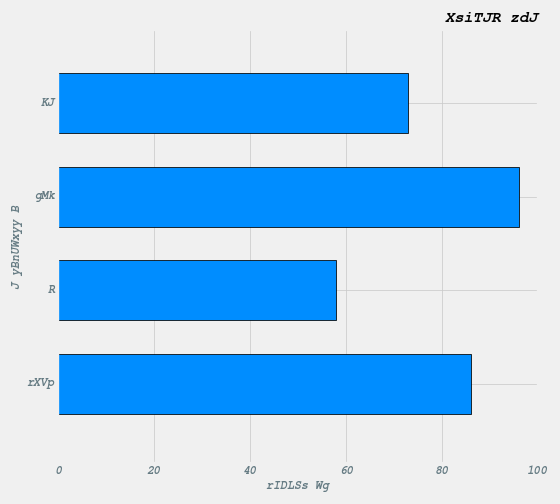 XsiTJR zdJ
KJ
gMk
R
rXVp
J yBnUWxyy B
0 20 40 60 80 100
rIDLSs Wg